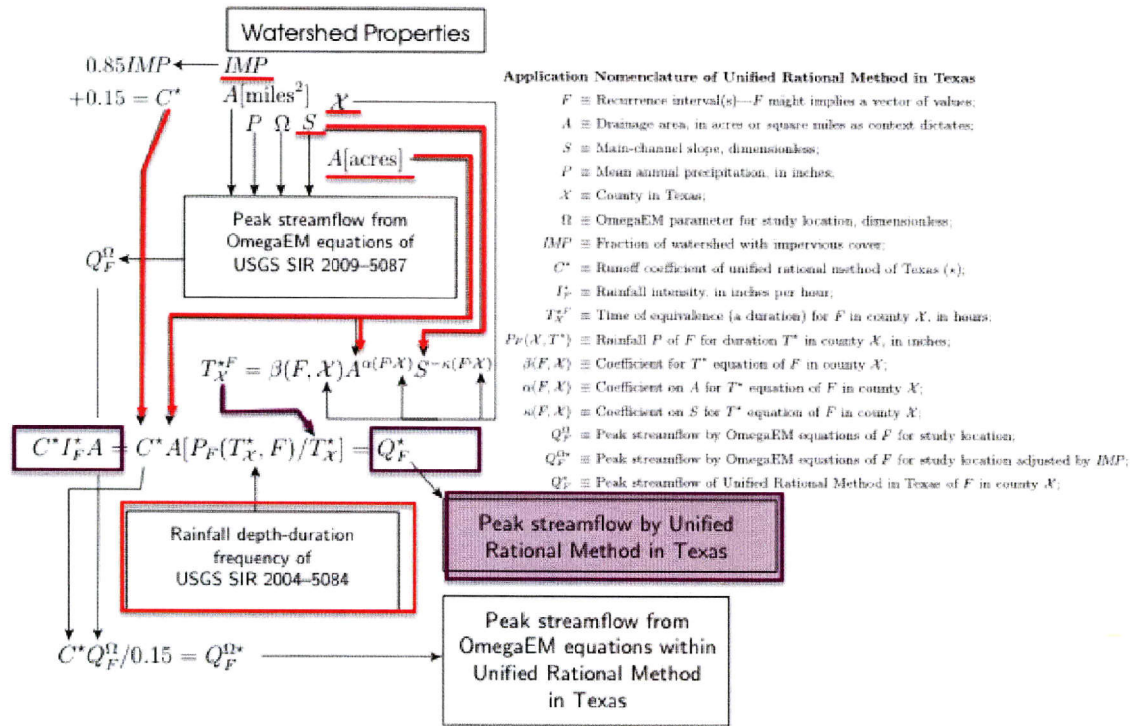 Watershed Properties
0.85IMP ← IMP
+0.15 = C*
A[miles²] 𝒳
P Ω S
A[acres]
Peak streamflow from
OmegaEM equations of
USGS SIR 2009–5087
Q_F^Ω
T_𝒳^{*F} = β(F, 𝒳)A^{α(F,𝒳)}S^{−κ(F,𝒳)}
C*I_F*A = C*A[P_F(T_𝒳*, F)/T_𝒳*] = Q_F*
Rainfall depth-duration
frequency of
USGS SIR 2004–5084
Peak streamflow by Unified
Rational Method in Texas
C*Q_F^Ω/0.15 = Q_F^{Ω*}
Peak streamflow from
OmegaEM equations within
Unified Rational Method
in Texas
Application Nomenclature of Unified Rational Method in Texas
F ≡ Recurrence interval(s)—F might implies a vector of values;
A ≡ Drainage area, in acres or square miles as context dictates;
S ≡ Main-channel slope, dimensionless;
P ≡ Mean annual precipitation, in inches;
𝒳 ≡ County in Texas;
Ω ≡ OmegaEM parameter for study location, dimensionless;
IMP ≡ Fraction of watershed with impervious cover;
C* ≡ Runoff coefficient of unified rational method of Texas (*);
I_F* ≡ Rainfall intensity, in inches per hour;
T_𝒳^{*F} ≡ Time of equivalence (a duration) for F in county 𝒳, in hours;
P_F(𝒳, T*) ≡ Rainfall P of F for duration T* in county 𝒳, in inches;
β(F, 𝒳) ≡ Coefficient for T* equation of F in county 𝒳;
α(F, 𝒳) ≡ Coefficient on A for T* equation of F in county 𝒳;
κ(F, 𝒳) ≡ Coefficient on S for T* equation of F in county 𝒳;
Q_F^Ω ≡ Peak streamflow by OmegaEM equations of F for study location;
Q_F^{Ω*} ≡ Peak streamflow by OmegaEM equations of F for study location adjusted by IMP;
Q_F* ≡ Peak streamflow of Unified Rational Method in Texas of F in county 𝒳;